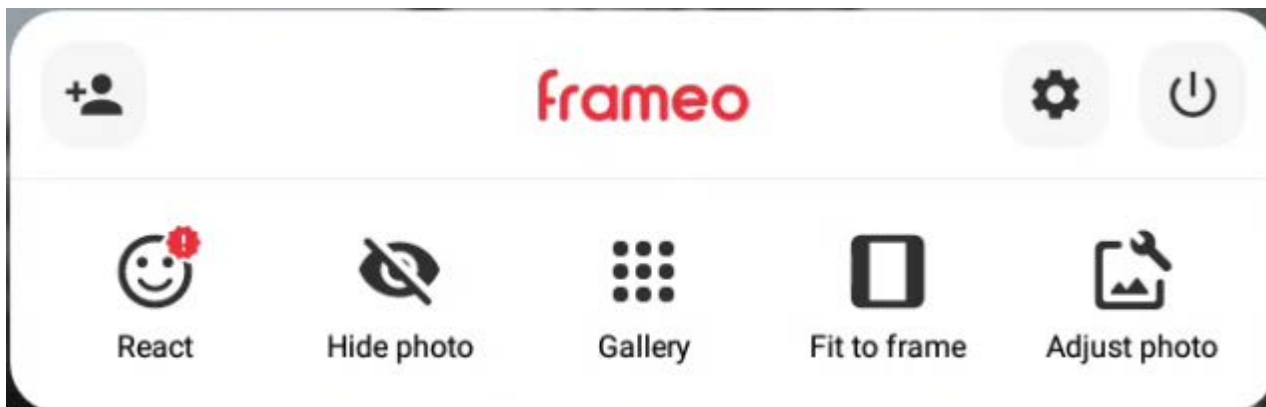 frameo
React
Hide photo
Gallery
Fit to frame
Adjust photo